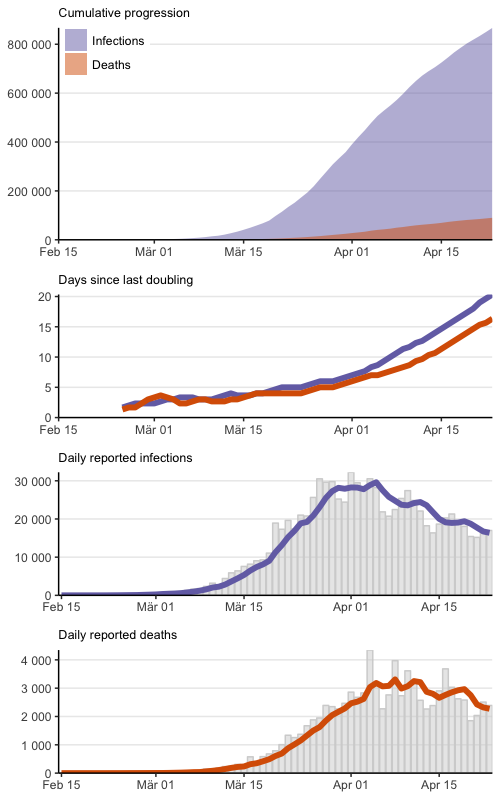 Cumulative progression
Infections
Deaths
800 000
600 000
400 000
200 000
0
Feb 15 Mär 01 Mär 15 Apr 01 Apr 15
Days since last doubling
20
15
10
5
0
Feb 15 Mär 01 Mär 15 Apr 01 Apr 15
Daily reported infections
30 000
20 000
10 000
0
Feb 15 Mär 01 Mär 15 Apr 01 Apr 15
Daily reported deaths
4 000
3 000
2 000
1 000
0
Feb 15 Mär 01 Mär 15 Apr 01 Apr 15